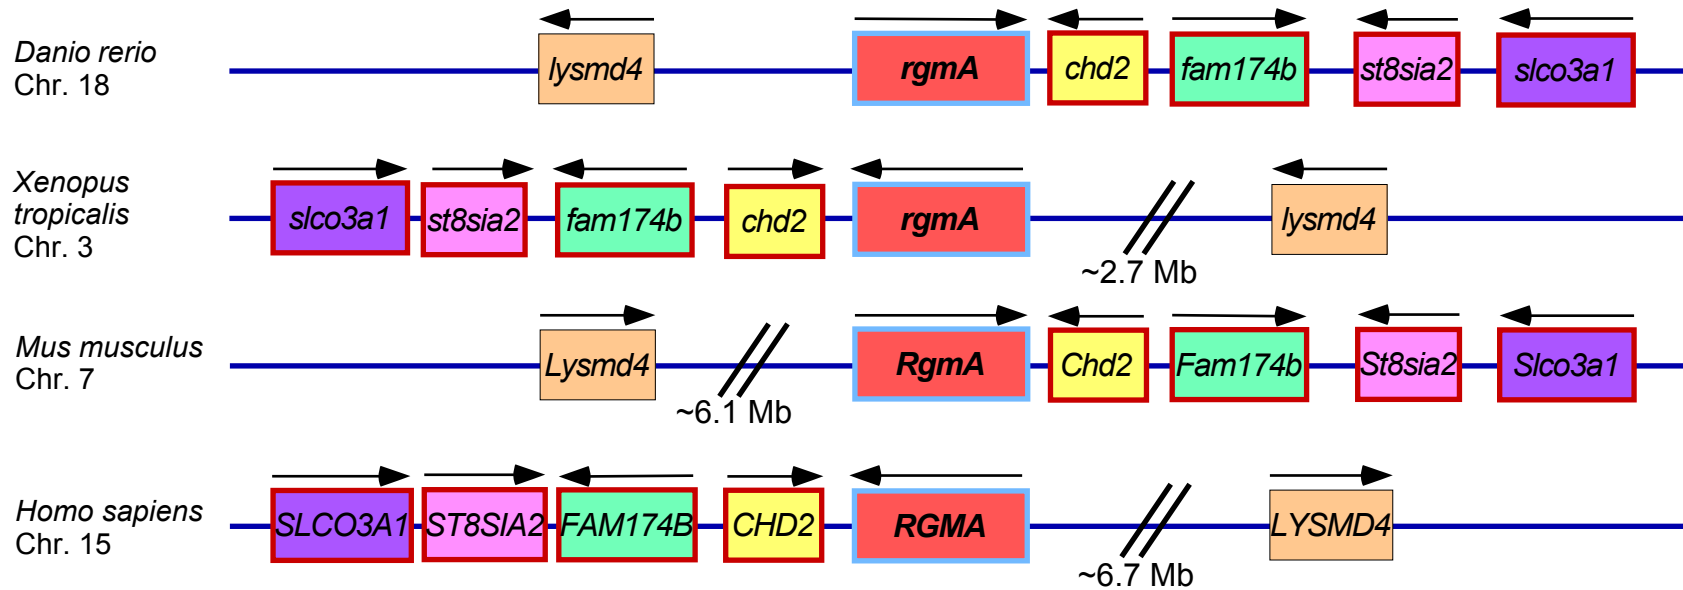 Danio rerio
Chr. 18
lysmd4 rgmA chd2 fam174b st8sia2 slco3a1
Xenopus
tropicalis
Chr. 3
slco3a1 st8sia2 fam174b chd2 rgmA lysmd4
~2.7 Mb
Mus musculus
Chr. 7
Lysmd4 RgmA Chd2 Fam174b St8sia2 Slco3a1
~6.1 Mb
Homo sapiens
Chr. 15
SLCO3A1 ST8SIA2 FAM174B CHD2 RGMA LYSMD4
~6.7 Mb